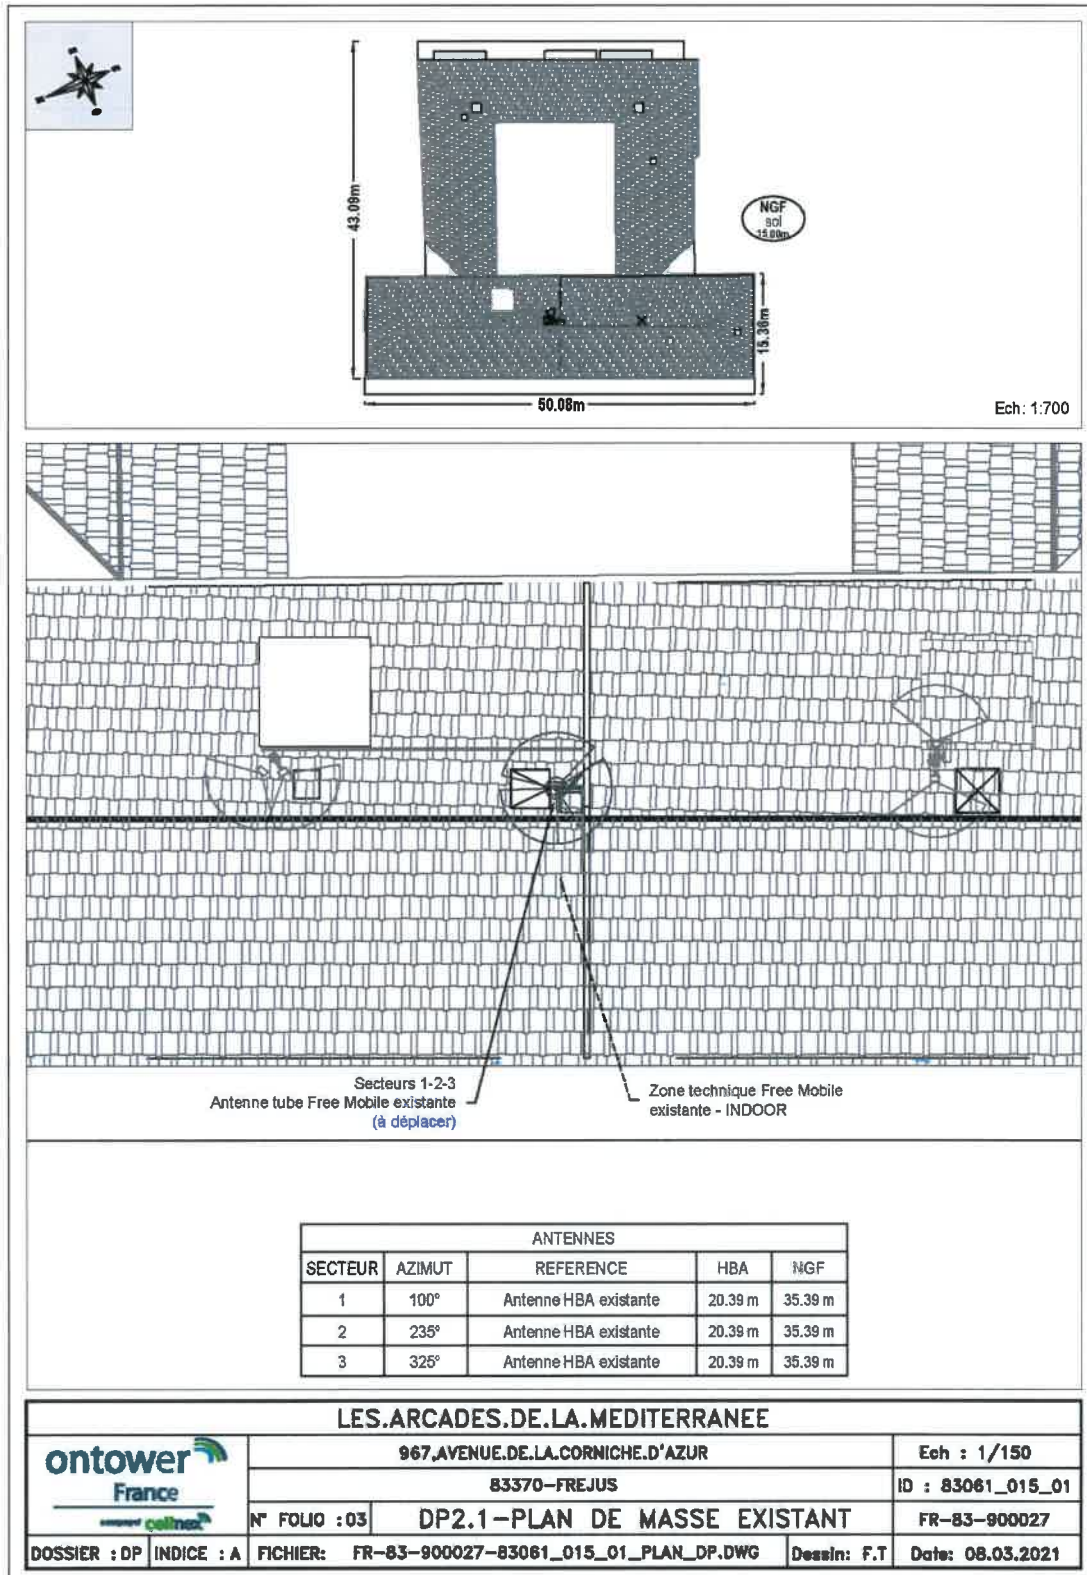 43.09m
NGF
sol
15.00m
15.36m
50.08m
Ech: 1:700
Secteurs 1-2-3
Antenne tube Free Mobile existante
(à déplacer)
Zone technique Free Mobile
existante - INDOOR
ANTENNES
SECTEUR AZIMUT REFERENCE HBA NGF
1 100° Antenne HBA existante 20.39 m 35.39 m
2 235° Antenne HBA existante 20.39 m 35.39 m
3 325° Antenne HBA existante 20.39 m 35.39 m
LES.ARCADES.DE.LA.MEDITERRANEE
ontower
France
cellnex
967,AVENUE.DE.LA.CORNICHE.D'AZUR
Ech : 1/150
83370-FREJUS
ID : 83061_015_01
N° FOLIO :03 DP2.1-PLAN DE MASSE EXISTANT FR-83-900027
DOSSIER : DP INDICE : A FICHIER: FR-83-900027-83061_015_01_PLAN_DP.DWG Dessin: F.T Date: 08.03.2021